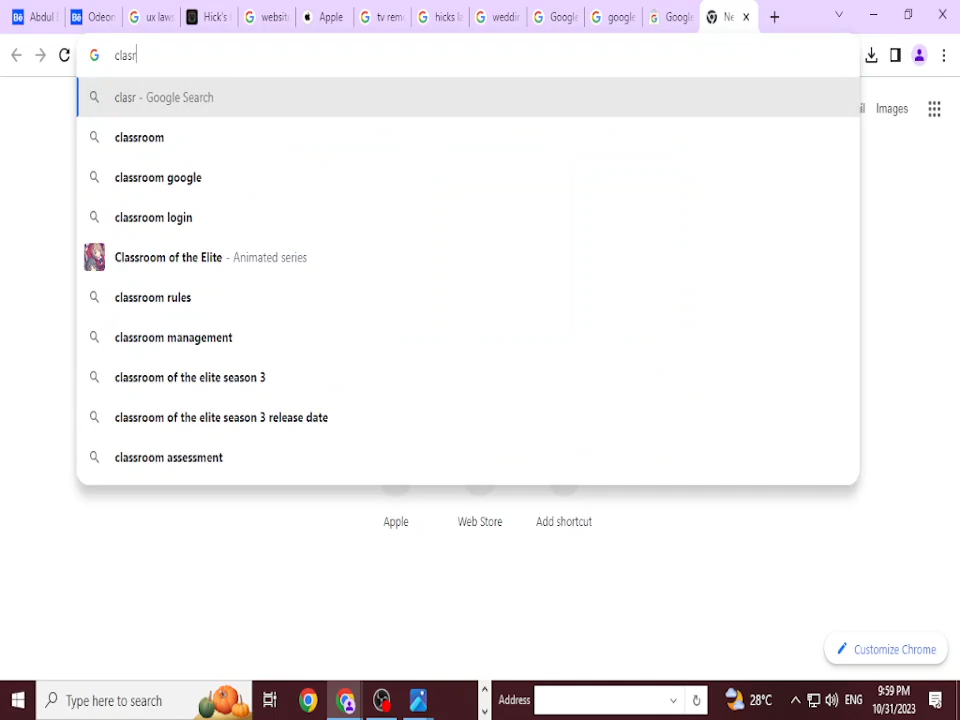 Abdul
Odeon
ux laws
Hick's
websit
Apple
tv rem
hicks la
weddin
Google
google
Google
Ne
clasr
clasr - Google Search
classroom
classroom google
classroom login
Classroom of the Elite - Animated series
classroom rules
classroom management
classroom of the elite season 3
classroom of the elite season 3 release date
classroom assessment
Images
Apple
Web Store
Add shortcut
Customize Chrome
Type here to search
Address
28°C
ENG
9:59 PM
10/31/2023